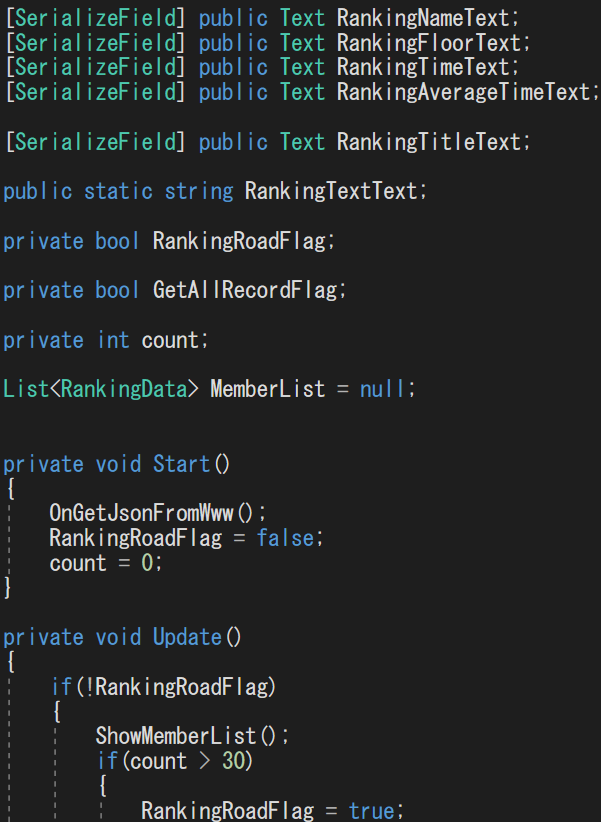 [SerializeField] public Text RankingNameText;
[SerializeField] public Text RankingFloorText;
[SerializeField] public Text RankingTimeText;
[SerializeField] public Text RankingAverageTimeText;
[SerializeField] public Text RankingTitleText;
public static string RankingTextText;
private bool RankingRoadFlag;
private bool GetAllRecordFlag;
private int count;
List<RankingData> MemberList = null;
private void Start()
{
OnGetJsonFromWww();
RankingRoadFlag = false;
count = 0;
}
private void Update()
{
if(!RankingRoadFlag)
{
ShowMemberList();
if(count > 30)
{
RankingRoadFlag = true;